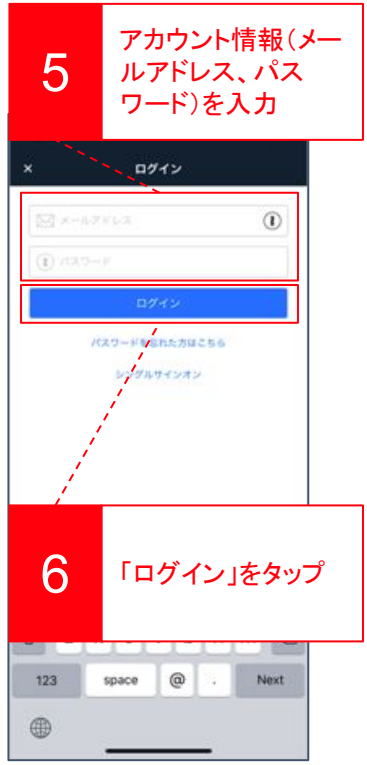 5
アカウント情報（メー
ルアドレス、パス
ワード）を入力
× ログイン
メールアドレス
パスワード
ログイン
パスワードを忘れた方はこちら
シングルサインオン
6
「ログイン」をタップ
123 space @ . Next